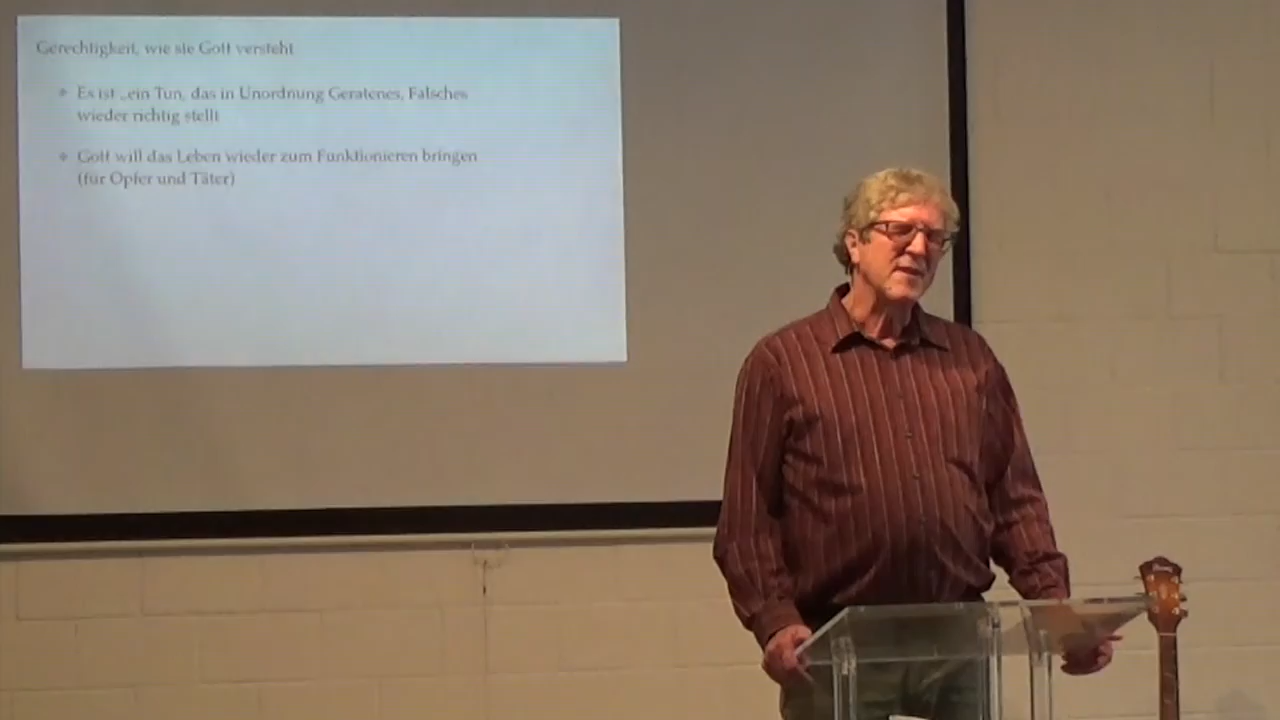 Gerechtigkeit, wie sie Gott versteht
Es ist „ein Tun, das in Unordnung Geratenes, Falsches
wieder richtig stellt
Gott will das Leben wieder zum Funktionieren bringen
(für Opfer und Täter)